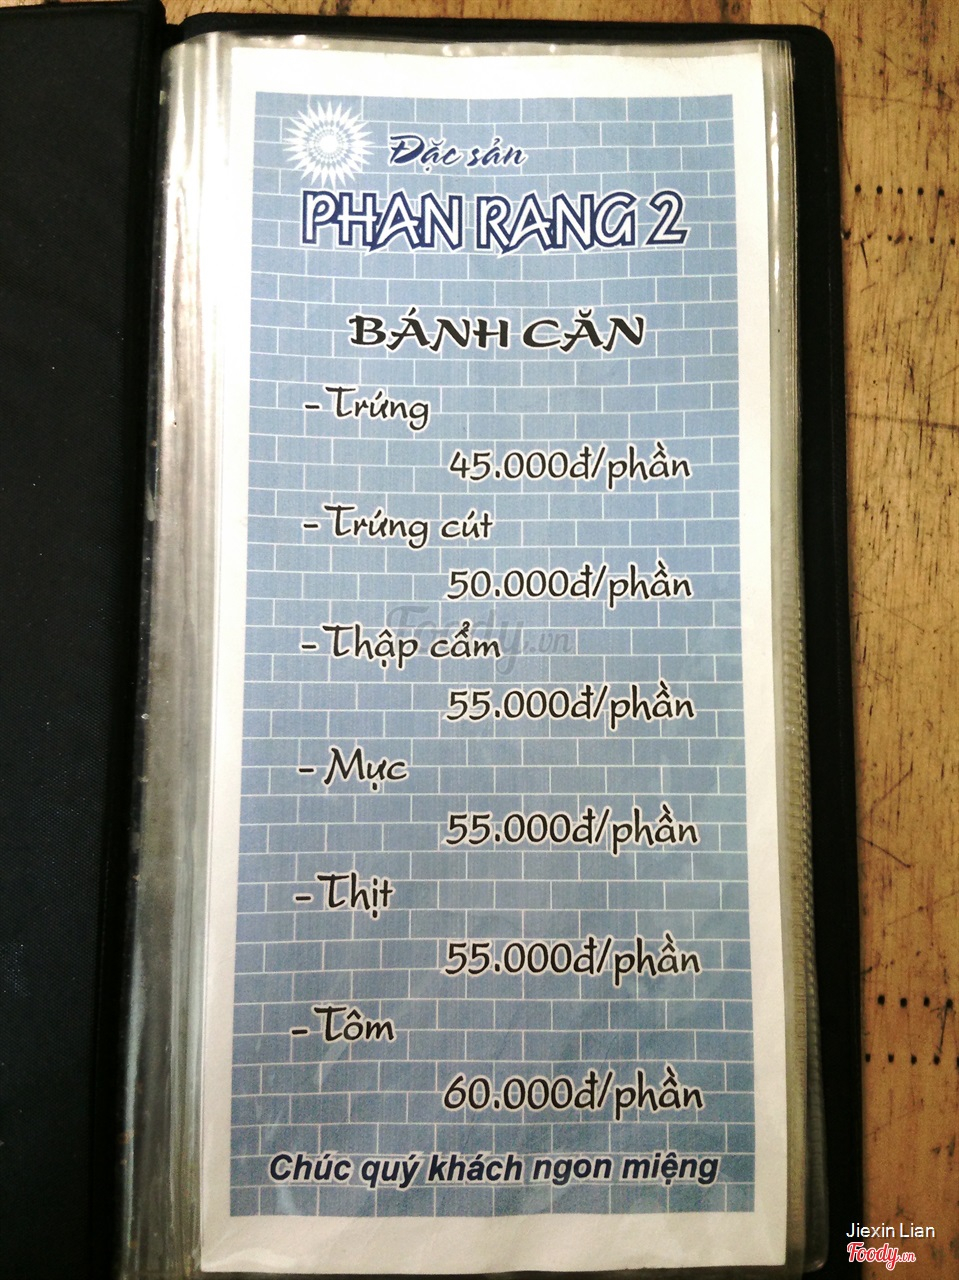 Đặc sản
PHAN RANG 2
BÁNH CĂN
- Trứng
45.000đ/phần
- Trứng cút
50.000đ/phần
- Thập cẩm
55.000đ/phần
- Mực
55.000đ/phần
- Thịt
55.000đ/phần
- Tôm
60.000đ/phần
Chúc quý khách ngon miệng
Foody.vn
Jiexin Lian
Foody.vn